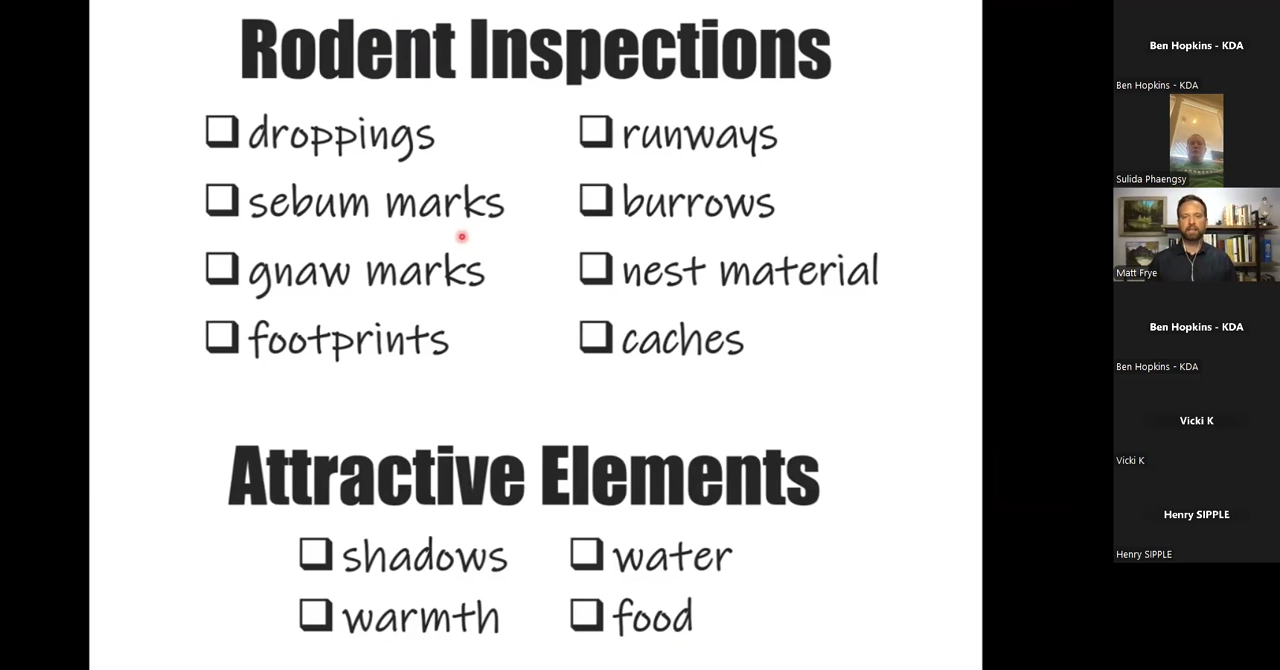 Rodent Inspections
droppings
runways
sebum marks
burrows
gnaw marks
nest material
footprints
caches
Attractive Elements
shadows
water
warmth
food
Ben Hopkins - KDA
Ben Hopkins - KDA
Sulida Phaengsy
Matt Frye
Ben Hopkins - KDA
Ben Hopkins - KDA
Vicki K
Vicki K
Henry SIPPLE
Henry SIPPLE